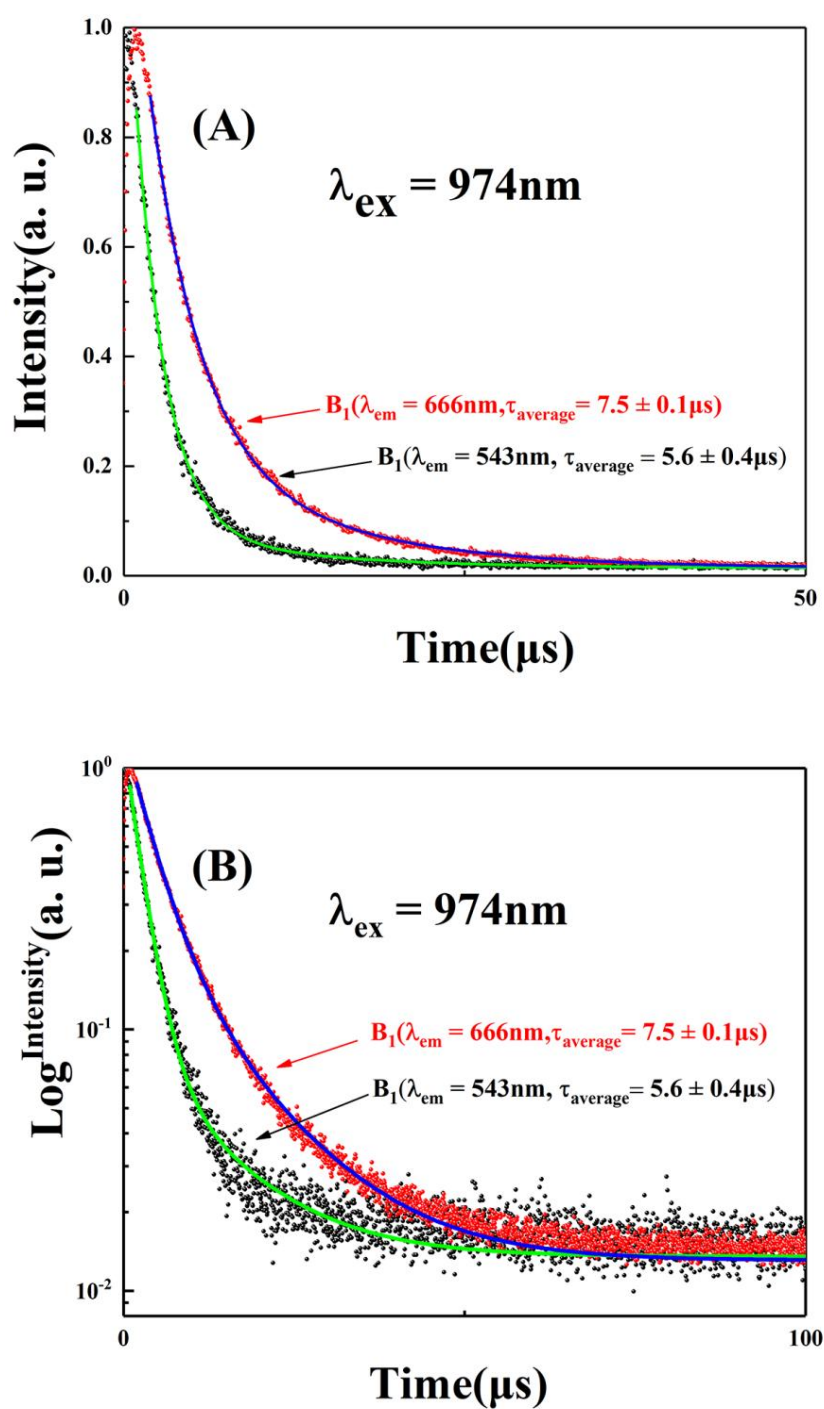 1.0
(A)
0.8
λex = 974nm
0.6
Intensity(a. u.)
0.4
B1(λem = 666nm,τaverage= 7.5 ± 0.1μs)
B1(λem = 543nm, τaverage = 5.6 ± 0.4μs)
0.2
0.0
0
50
Time(μs)
10⁰
(B)
λex = 974nm
Log^Intensity(a. u.)
10⁻¹
B1(λem = 666nm,τaverage= 7.5 ± 0.1μs)
B1(λem = 543nm, τaverage= 5.6 ± 0.4μs)
10⁻²
0
100
Time(μs)